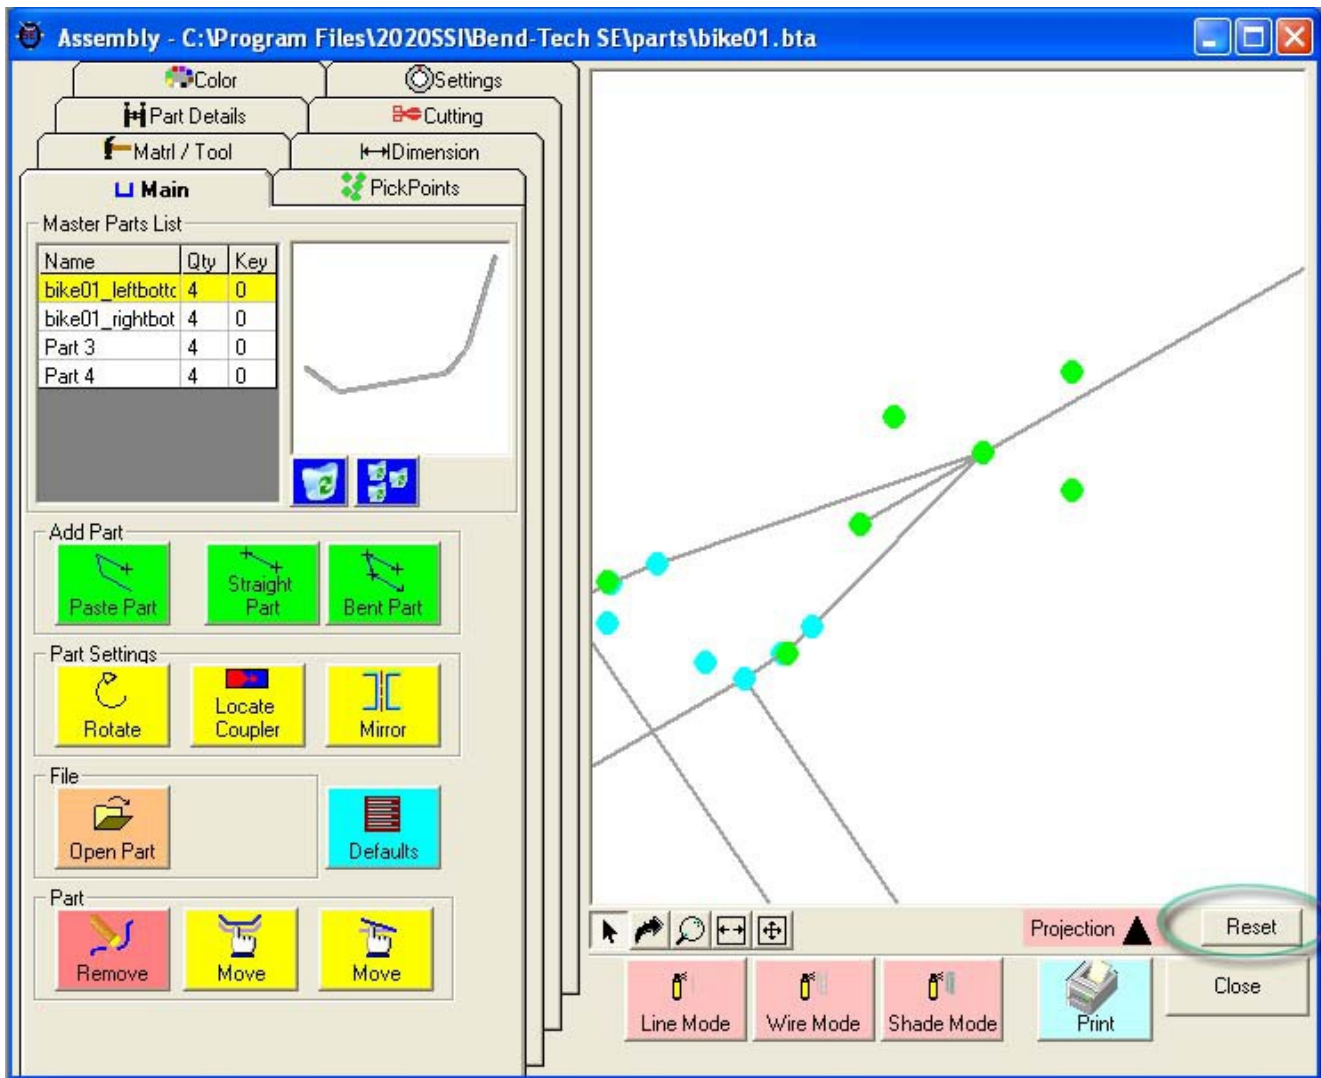 Assembly - C:\Program Files\2020SSI\Bend-Tech SE\parts\bike01.bta
Color
Settings
Part Details
Cutting
Matrl / Tool
Dimension
Main
PickPoints
Master Parts List
Name Qty Key
bike01_leftbottc 4 0
bike01_rightbot 4 0
Part 3 4 0
Part 4 4 0
Add Part
Paste Part
Straight
Part
Bent Part
Part Settings
Rotate
Locate
Coupler
Mirror
File
Open Part
Defaults
Part
Remove
Move
Move
Projection
Reset
Line Mode
Wire Mode
Shade Mode
Print
Close